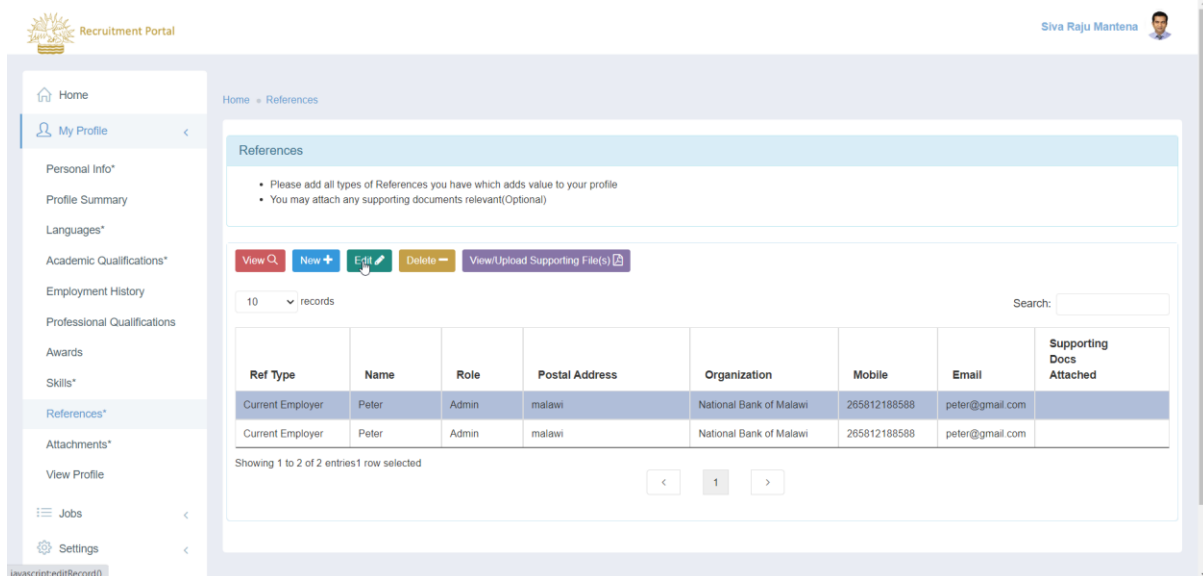 Recruitment Portal
Siva Raju Mantena
Home
My Profile
Personal Info*
Profile Summary
Languages*
Academic Qualifications*
Employment History
Professional Qualifications
Awards
Skills*
References*
Attachments*
View Profile
Jobs
Settings
javascript:editRecord()
Home References
References
• Please add all types of References you have which adds value to your profile
• You may attach any supporting documents relevant(Optional)
View New Edit Delete View/Upload Supporting File(s)
10 records Search:
Ref Type Name Role Postal Address Organization Mobile Email Supporting Docs Attached
Current Employer Peter Admin malawi National Bank of Malawi 265812188588 peter@gmail.com
Current Employer Peter Admin malawi National Bank of Malawi 265812188588 peter@gmail.com
Showing 1 to 2 of 2 entries1 row selected
< 1 >